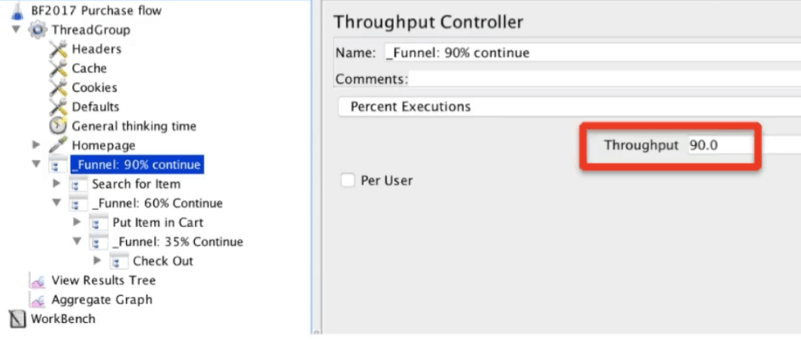 BF2017 Purchase flow
ThreadGroup
Headers
Cache
Cookies
Defaults
General thinking time
Homepage
_Funnel: 90% continue
Search for Item
_Funnel: 60% Continue
Put Item in Cart
_Funnel: 35% Continue
Check Out
View Results Tree
Aggregate Graph
WorkBench
Throughput Controller
Name: _Funnel: 90% continue
Comments:
Percent Executions
Throughput 90.0
Per User